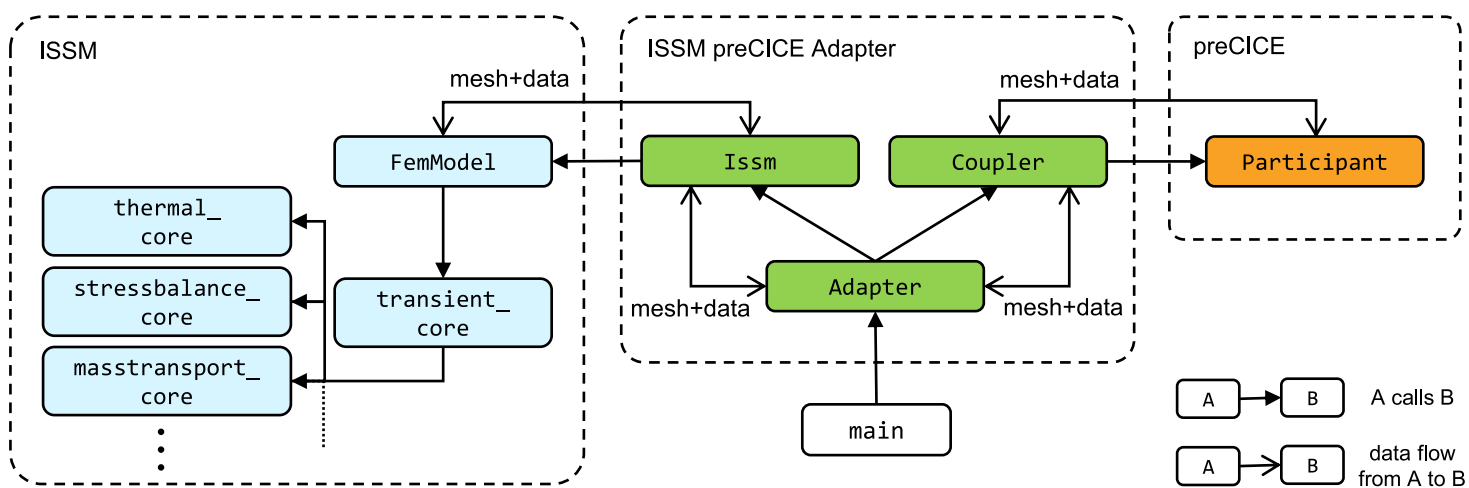 ISSM
ISSM preCICE Adapter
preCICE
mesh+data
mesh+data
FemModel
Issm
Coupler
Participant
thermal_
core
stressbalance_
core
transient_
core
Adapter
mesh+data
mesh+data
masstransport_
core
main
A
B
A calls B
A
B
data flow
from A to B